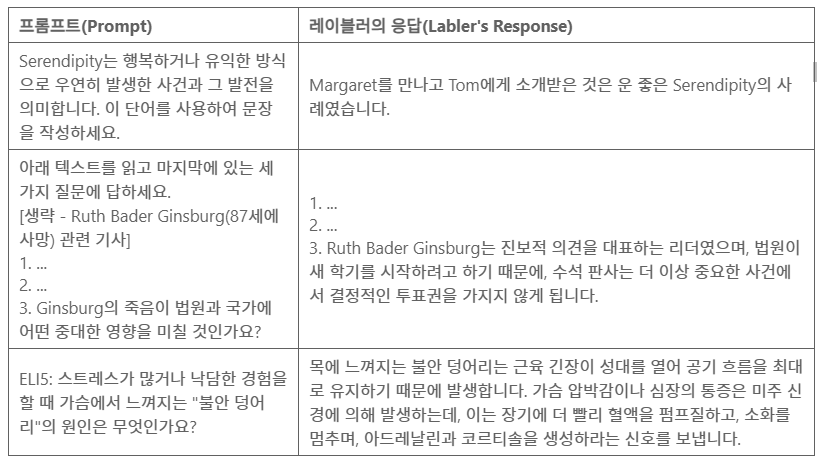 프롬프트(Prompt)
레이블러의 응답(Labler's Response)
Serendipity는 행복하거나 유익한 방식
으로 우연히 발생한 사건과 그 발전을
의미합니다. 이 단어를 사용하여 문장
을 작성하세요.
Margaret를 만나고 Tom에게 소개받은 것은 운 좋은 Serendipity의 사
례였습니다.
아래 텍스트를 읽고 마지막에 있는 세
가지 질문에 답하세요.
[생략 - Ruth Bader Ginsburg(87세에
사망) 관련 기사]
1. ...
2. ...
3. Ginsburg의 죽음이 법원과 국가에
어떤 중대한 영향을 미칠 것인가요?
1. ...
2. ...
3. Ruth Bader Ginsburg는 진보적 의견을 대표하는 리더였으며, 법원이
새 학기를 시작하려고 하기 때문에, 수석 판사는 더 이상 중요한 사건에
서 결정적인 투표권을 가지지 않게 됩니다.
ELI5: 스트레스가 많거나 낙담한 경험을
할 때 가슴에서 느껴지는 "불안 덩어
리"의 원인은 무엇인가요?
목에 느껴지는 불안 덩어리는 근육 긴장이 성대를 열어 공기 흐름을 최대
로 유지하기 때문에 발생합니다. 가슴 압박감이나 심장의 통증은 미주 신
경에 의해 발생하는데, 이는 장기에 더 빨리 혈액을 펌프질하고, 소화를
멈추며, 아드레날린과 코르티솔을 생성하라는 신호를 보냅니다.